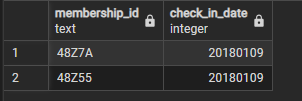 membership_id check_in_date
text integer
1 48Z7A 20180109
2 48Z55 20180109